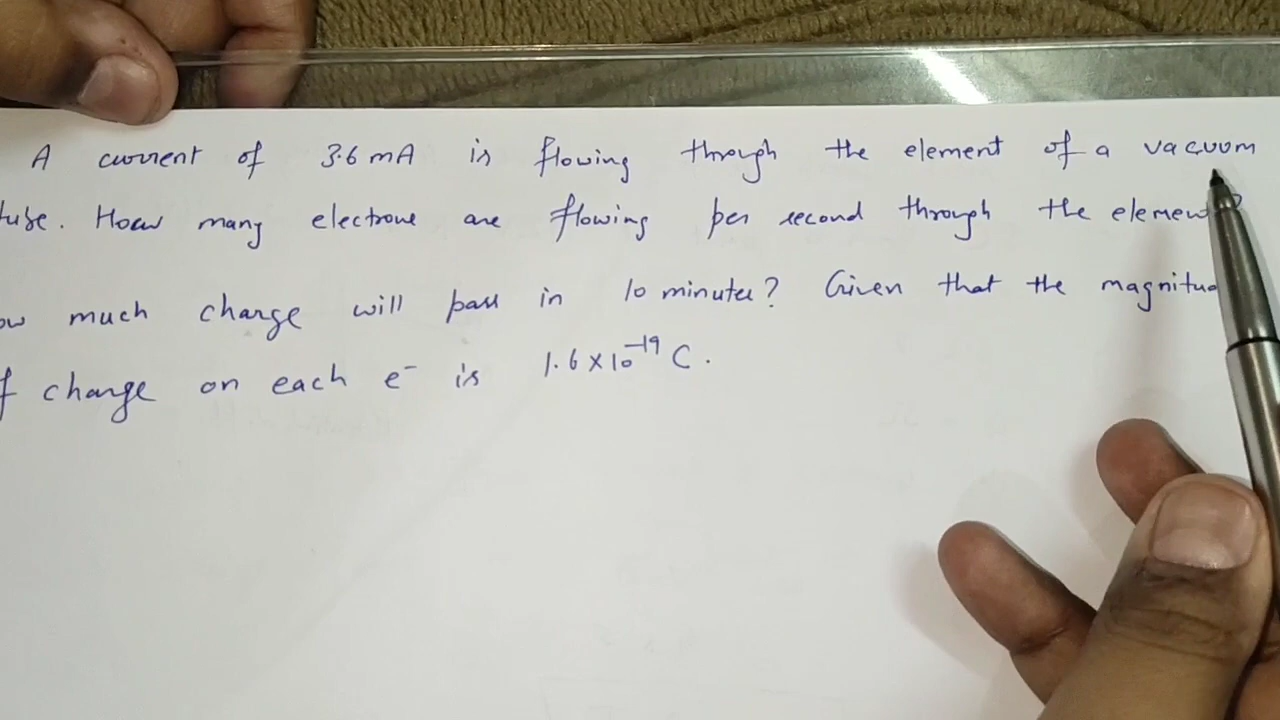 A current of 3.6 mA is flowing through the element of a vacuum
tube. How many electrons are flowing per second through the element?
ow much charge will pass in 10 minutes? Given that the magnitud
f charge on each e⁻ is 1.6×10⁻¹⁹ C.